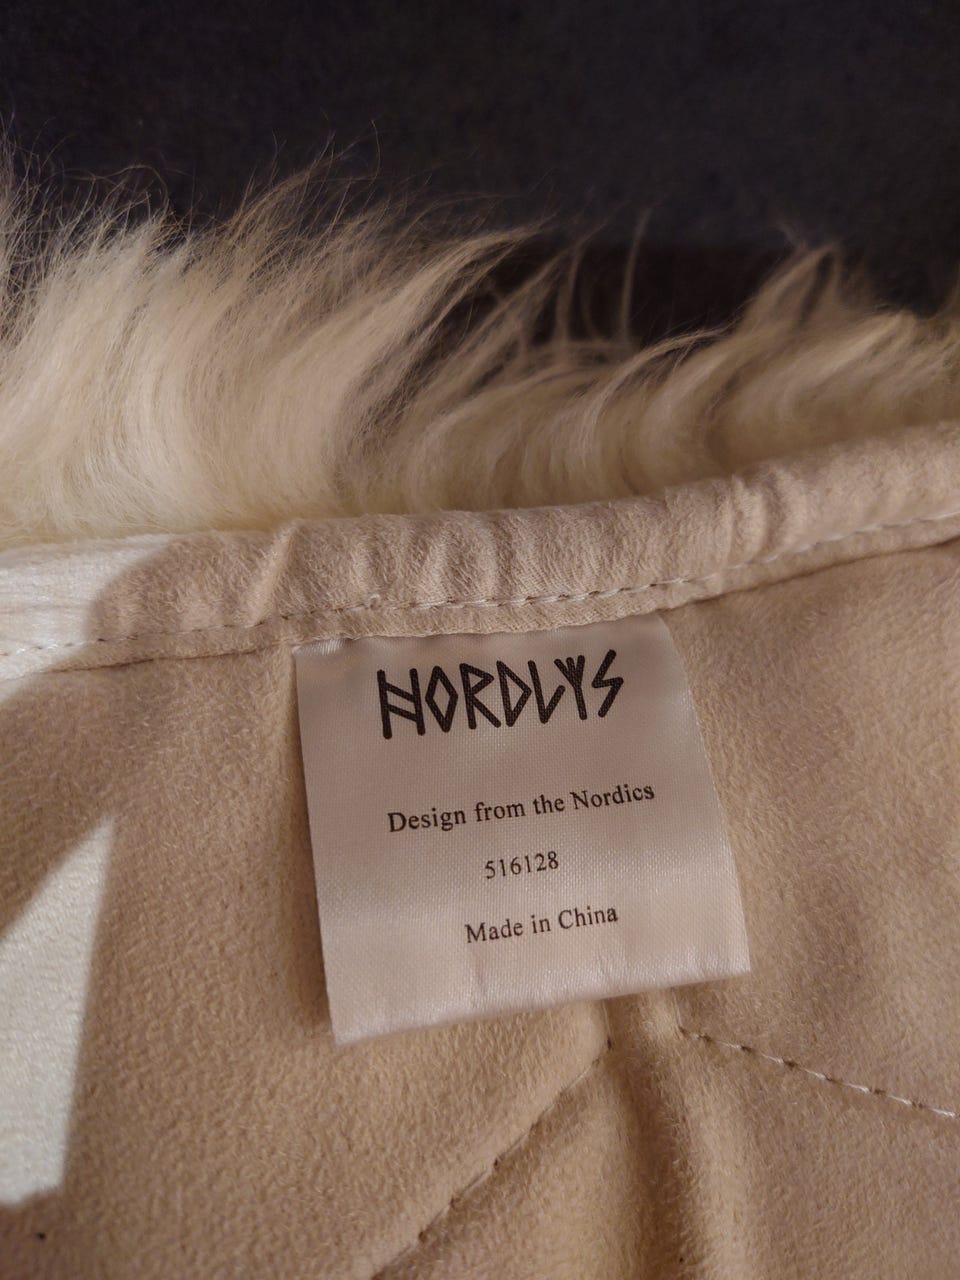 NORDLYS
Design from the Nordics
516128
Made in China